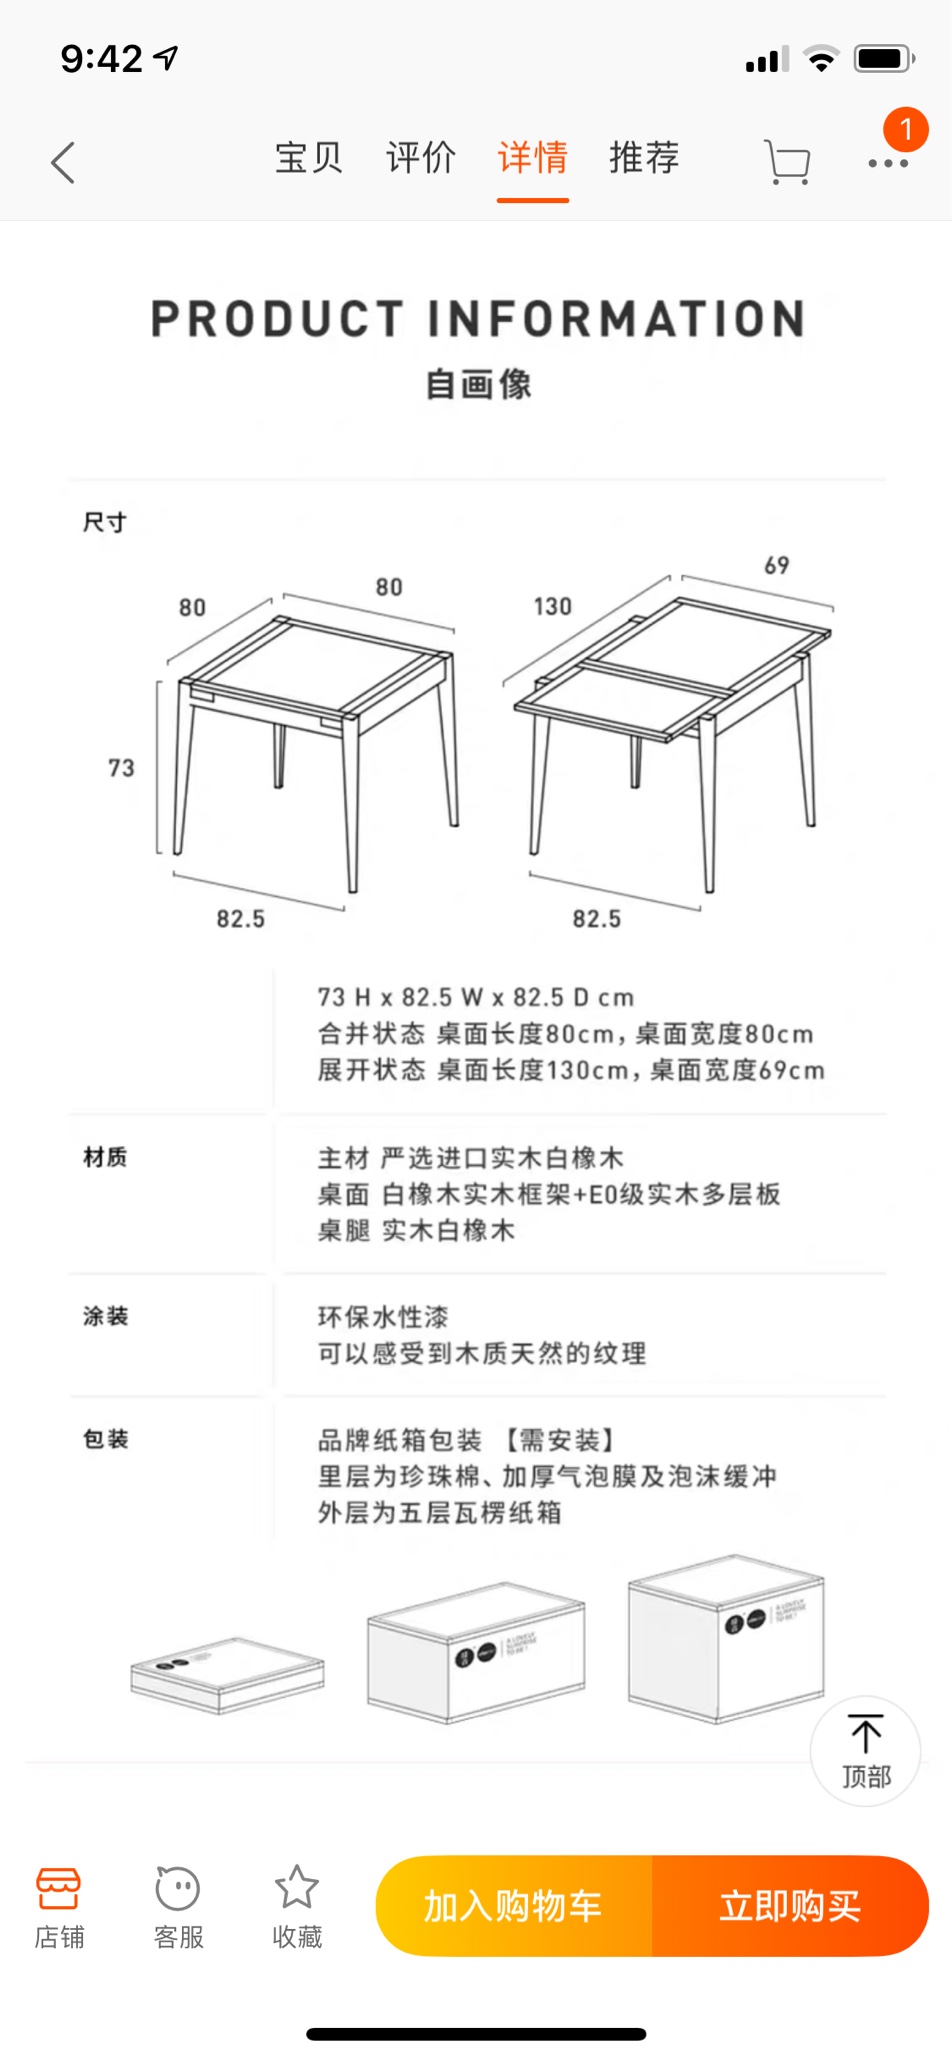 9:42
1
宝贝 评价 详情 推荐
PRODUCT INFORMATION
自画像
尺寸
80 80
130 69
73
82.5 82.5
73 H x 82.5 W x 82.5 D cm
合并状态 桌面长度80cm，桌面宽度80cm
展开状态 桌面长度130cm，桌面宽度69cm
材质
主材 严选进口实木白橡木
桌面 白橡木实木框架+E0级实木多层板
桌腿 实木白橡木
涂装
环保水性漆
可以感受到木质天然的纹理
包装
品牌纸箱包装 【需安装】
里层为珍珠棉、加厚气泡膜及泡沫缓冲
外层为五层瓦楞纸箱
A LOVELY
SURPRISE
TO BE!
A LOVELY
SURPRISE
TO BE!
顶部
店铺 客服 收藏 加入购物车 立即购买